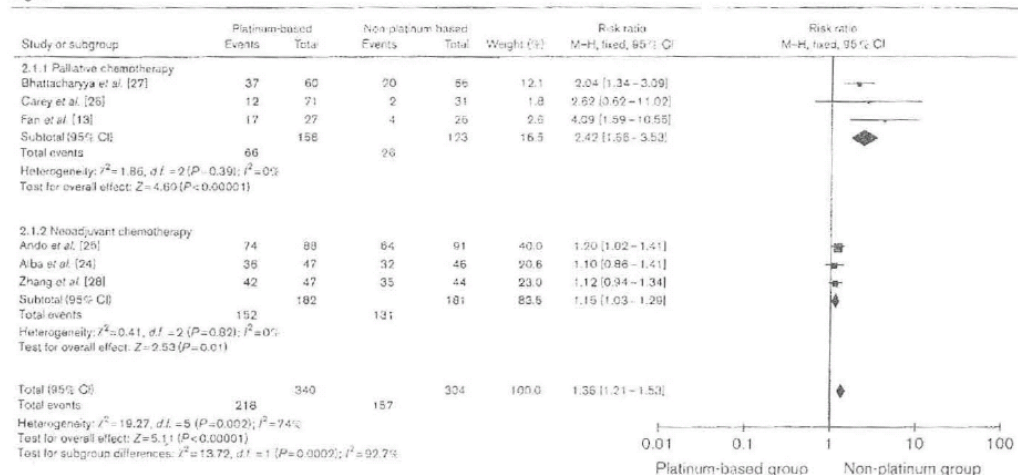 Platinum-based Non-platinum based Risk ratio Risk ratio
Study or subgroup Events Total Events Total Weight (%) M–H, fixed, 95% CI M–H, fixed, 95% CI
2.1.1 Palliative chemotherapy
Bhattacharyya et al. [27] 37 60 20 66 12.1 2.04 [1.34–3.09]
Carey et al. [26] 12 71 2 31 1.8 2.62 [0.62–11.02]
Fan et al. [13] 17 27 4 26 2.6 4.09 [1.59–10.55]
Subtotal (95% CI) 158 123 16.5 2.42 [1.66–3.53]
Total events 66 26
Heterogeneity: χ²=1.86, d.f. =2 (P=0.39); I²=0%
Test for overall effect: Z=4.60 (P<0.00001)
2.1.2 Neoadjuvant chemotherapy
Ando et al. [25] 74 88 64 91 40.0 1.20 [1.02–1.41]
Alba et al. [24] 36 47 32 46 20.6 1.10 [0.86–1.41]
Zhang et al. [28] 42 47 35 44 23.0 1.12 [0.94–1.34]
Subtotal (95% CI) 182 181 83.5 1.15 [1.03–1.29]
Total events 152 131
Heterogeneity: χ²=0.41, d.f. =2 (P=0.82); I²=0%
Test for overall effect: Z=2.53 (P=0.01)
Total (95% CI) 340 304 100.0 1.36 [1.21–1.53]
Total events 218 157
Heterogeneity: χ²=19.27, d.f. =5 (P=0.002); I²=74%
Test for overall effect: Z=5.11 (P<0.00001)
Test for subgroup differences: χ²=13.72, d.f. =1 (P=0.0002); I²=92.7%
0.01 0.1 1 10 100
Platinum-based group Non-platinum group